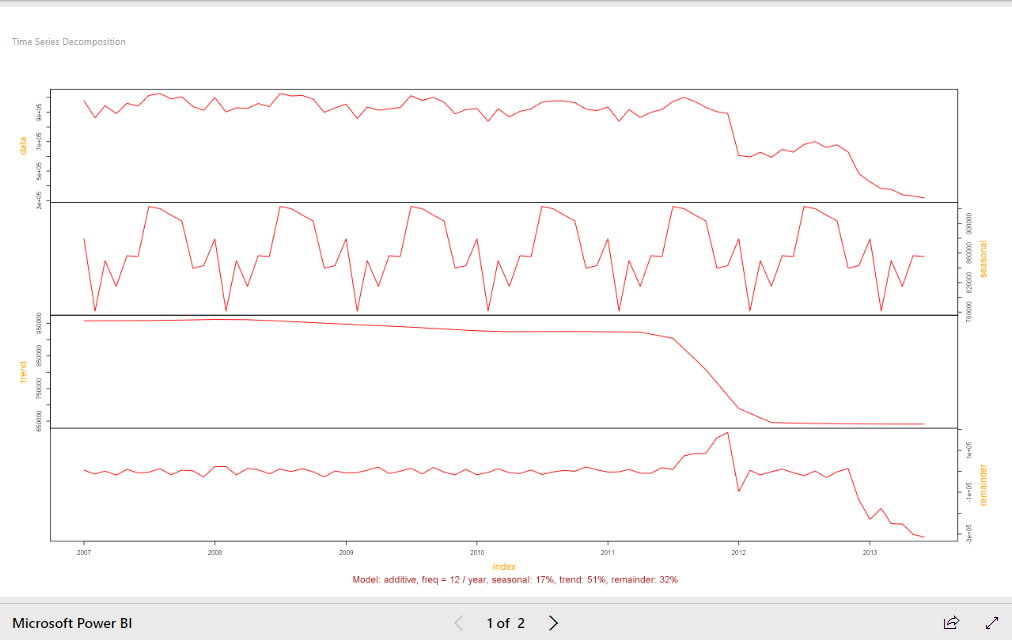 Time Series Decomposition
data
3e+05
5e+05
7e+05
9e+05
seasonal
780000
820000
860000
900000
trend
650000
750000
850000
950000
remainder
-3e+05
-1e+05
2007
2008
2009
2010
2011
2012
2013
Index
Model: additive, freq = 12 / year, seasonal: 17%, trend: 51%, remainder: 32%
Microsoft Power BI
1 of 2